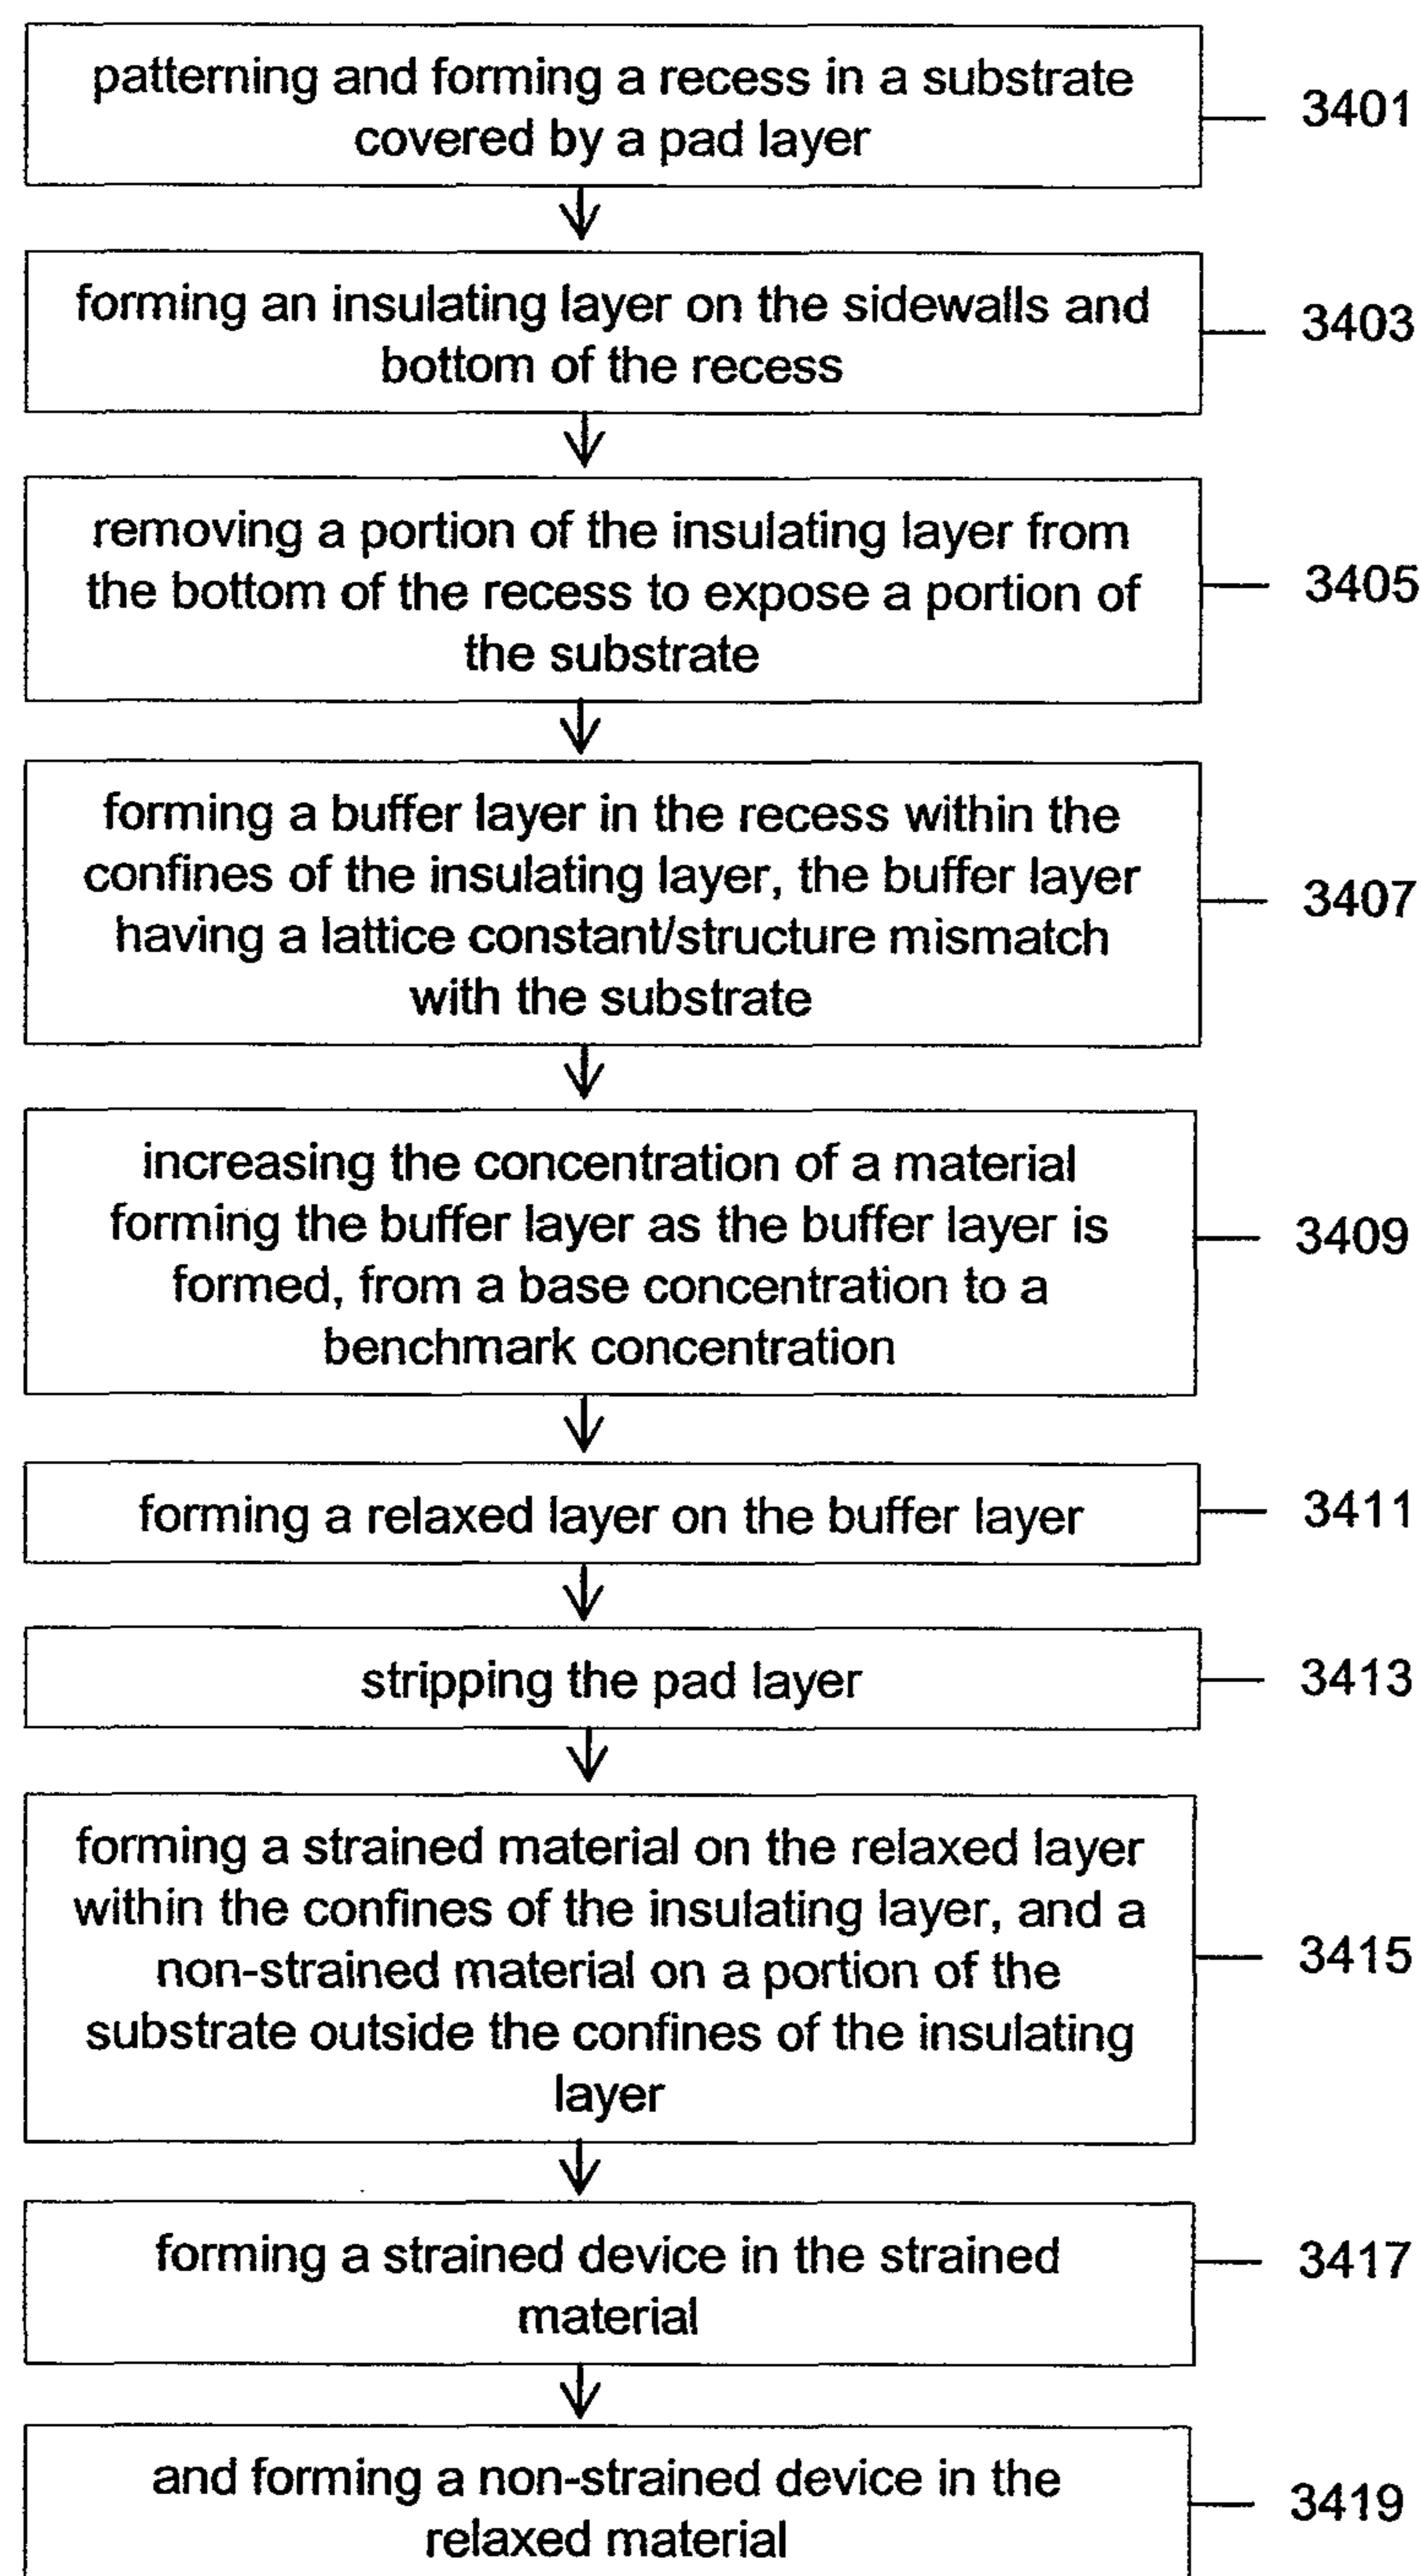 patterning and forming a recess in a substrate
covered by a pad layer
3401
forming an insulating layer on the sidewalls and
bottom of the recess
3403
removing a portion of the insulating layer from
the bottom of the recess to expose a portion of
the substrate
3405
forming a buffer layer in the recess within the
confines of the insulating layer, the buffer layer
having a lattice constant/structure mismatch
with the substrate
3407
increasing the concentration of a material
forming the buffer layer as the buffer layer is
formed, from a base concentration to a
benchmark concentration
3409
forming a relaxed layer on the buffer layer
3411
stripping the pad layer
3413
forming a strained material on the relaxed layer
within the confines of the insulating layer, and a
non-strained material on a portion of the
substrate outside the confines of the insulating
layer
3415
forming a strained device in the strained
material
3417
and forming a non-strained device in the
relaxed material
3419